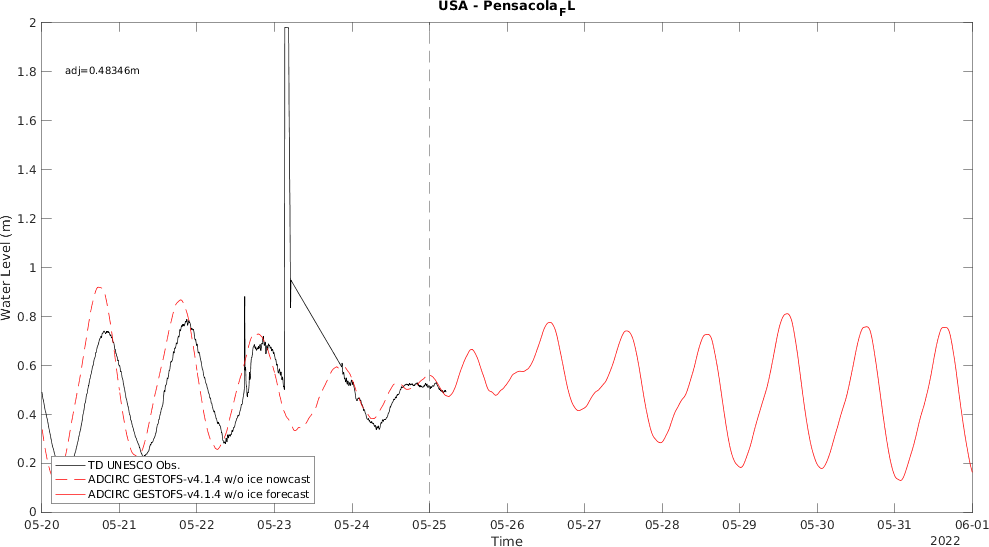 USA - Pensacola_FL
2
1.8
1.6
1.4
1.2
1
0.8
0.6
0.4
0.2
0
Water Level (m)
adj=0.48346m
TD UNESCO Obs.
ADCIRC GESTOFS-v4.1.4 w/o ice nowcast
ADCIRC GESTOFS-v4.1.4 w/o ice forecast
05-20 05-21 05-22 05-23 05-24 05-25 05-26 05-27 05-28 05-29 05-30 05-31 06-01
Time
2022